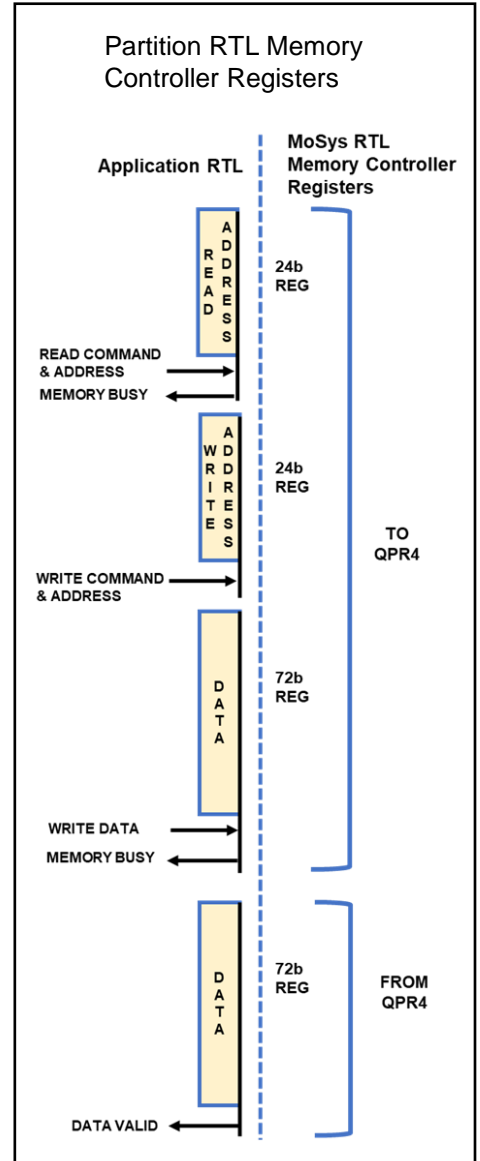 Partition RTL Memory
Controller Registers
Application RTL
MoSys RTL
Memory Controller
Registers
READ
ADDRESS
24b
REG
READ COMMAND
& ADDRESS
MEMORY BUSY
WRITE
ADDRESS
24b
REG
WRITE COMMAND
& ADDRESS
TO
QPR4
DATA
72b
REG
WRITE DATA
MEMORY BUSY
DATA
72b
REG
FROM
QPR4
DATA VALID